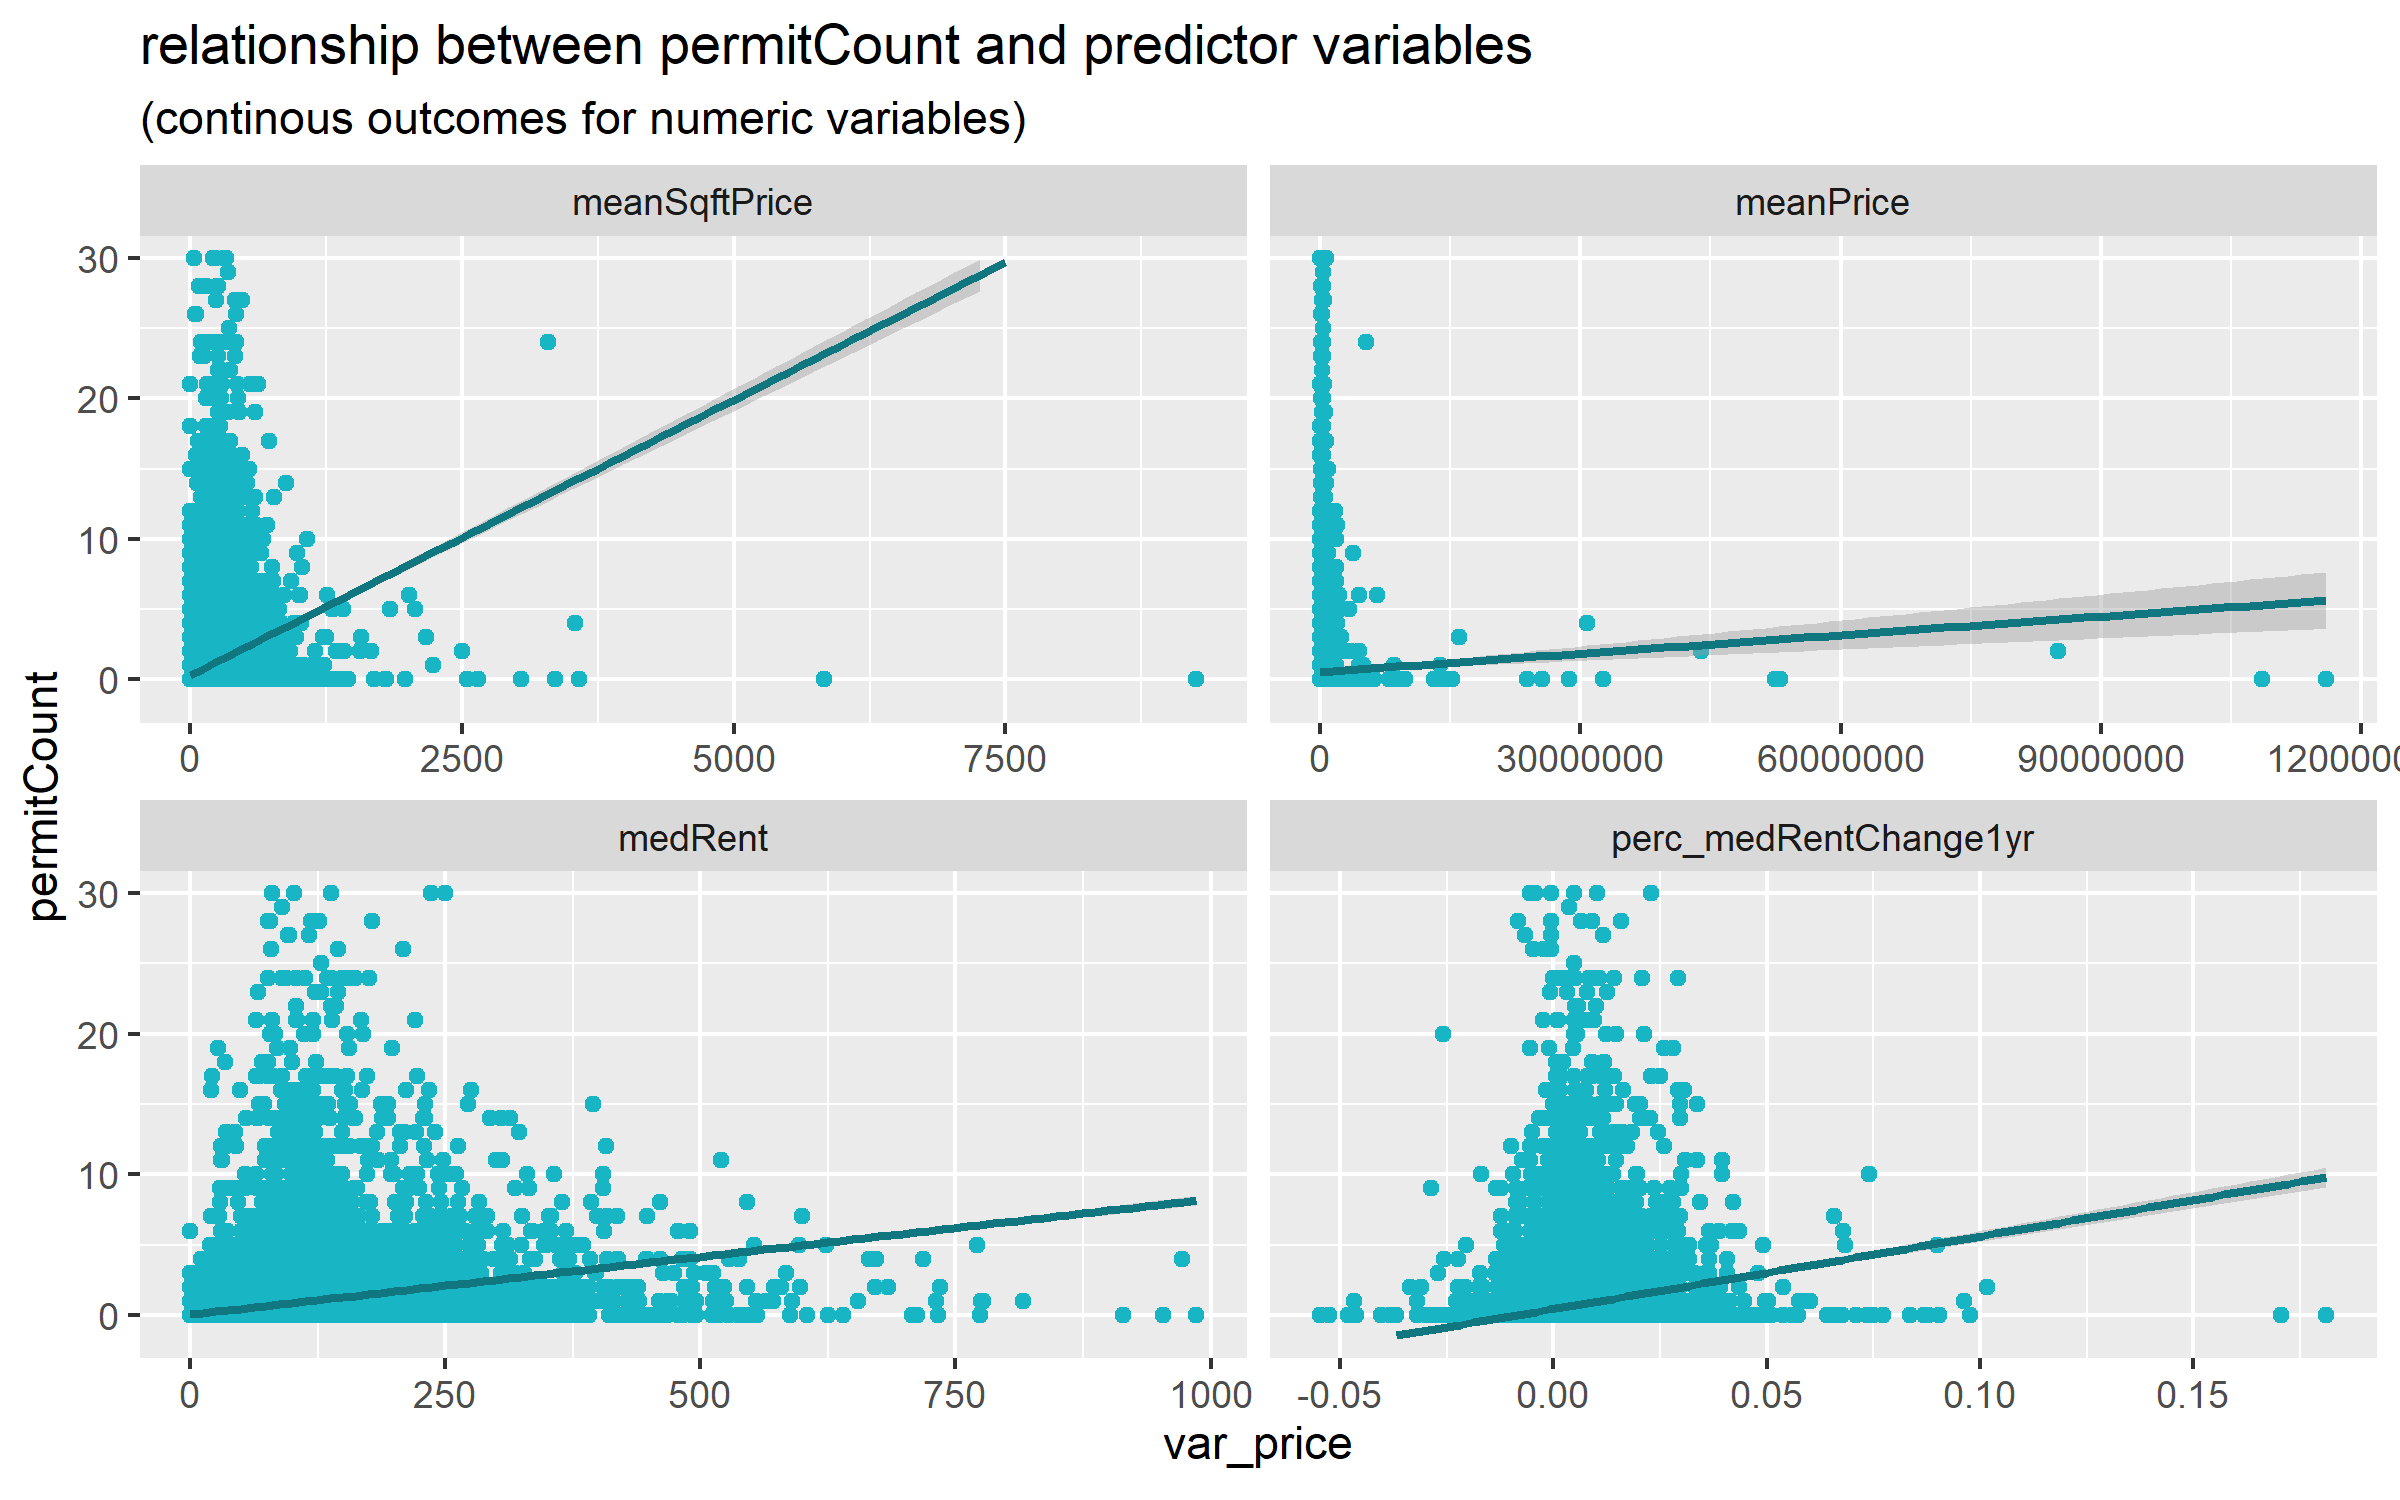 relationship between permitCount and predictor variables
(continous outcomes for numeric variables)
meanSqftPrice
meanPrice
30
20
10
0
0 2500 5000 7500
0 30000000 60000000 90000000 1200000
permitCount
medRent
perc_medRentChange1yr
30
20
10
0
0 250 500 750 1000
-0.05 0.00 0.05 0.10 0.15
var_price